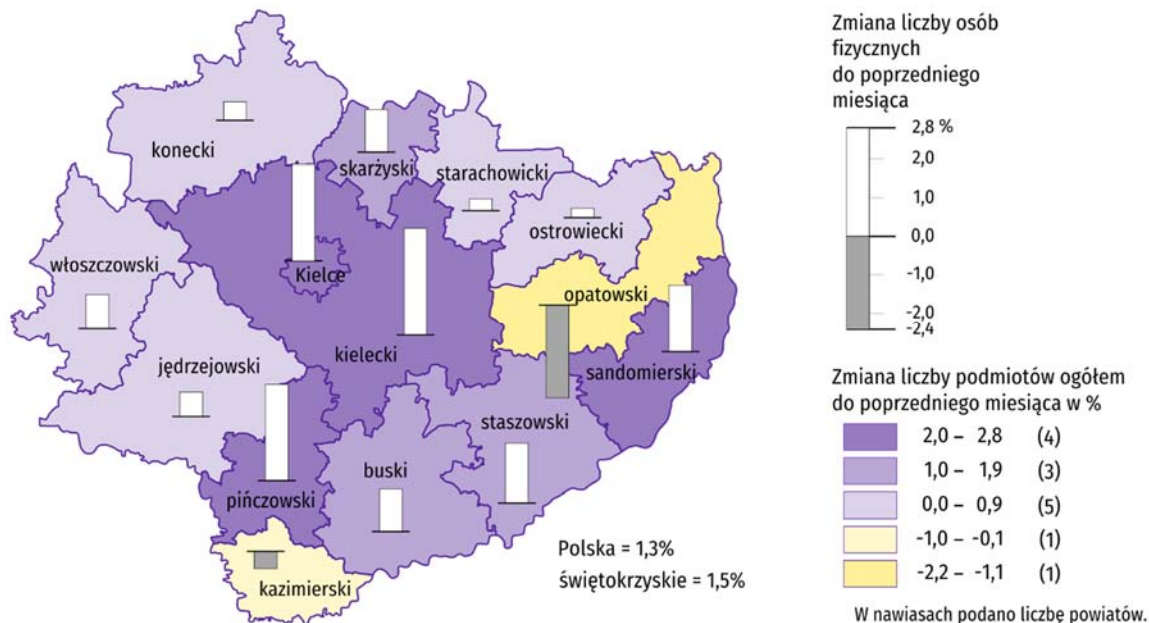 Zmiana liczby osób
fizycznych
do poprzedniego
miesiąca
2,8 %
2,0
1,0
0,0
-1,0
-2,0
-2,4
konecki
skarżyski
starachowicki
ostrowiecki
włoszczowski
Kielce
opatowski
jędrzejowski
kielecki
sandomierski
staszowski
buski
pińczowski
kazimierski
Polska = 1,3%
świętokrzyskie = 1,5%
Zmiana liczby podmiotów ogółem
do poprzedniego miesiąca w %
2,0 – 2,8 (4)
1,0 – 1,9 (3)
0,0 – 0,9 (5)
-1,0 – -0,1 (1)
-2,2 – -1,1 (1)
W nawiasach podano liczbę powiatów.